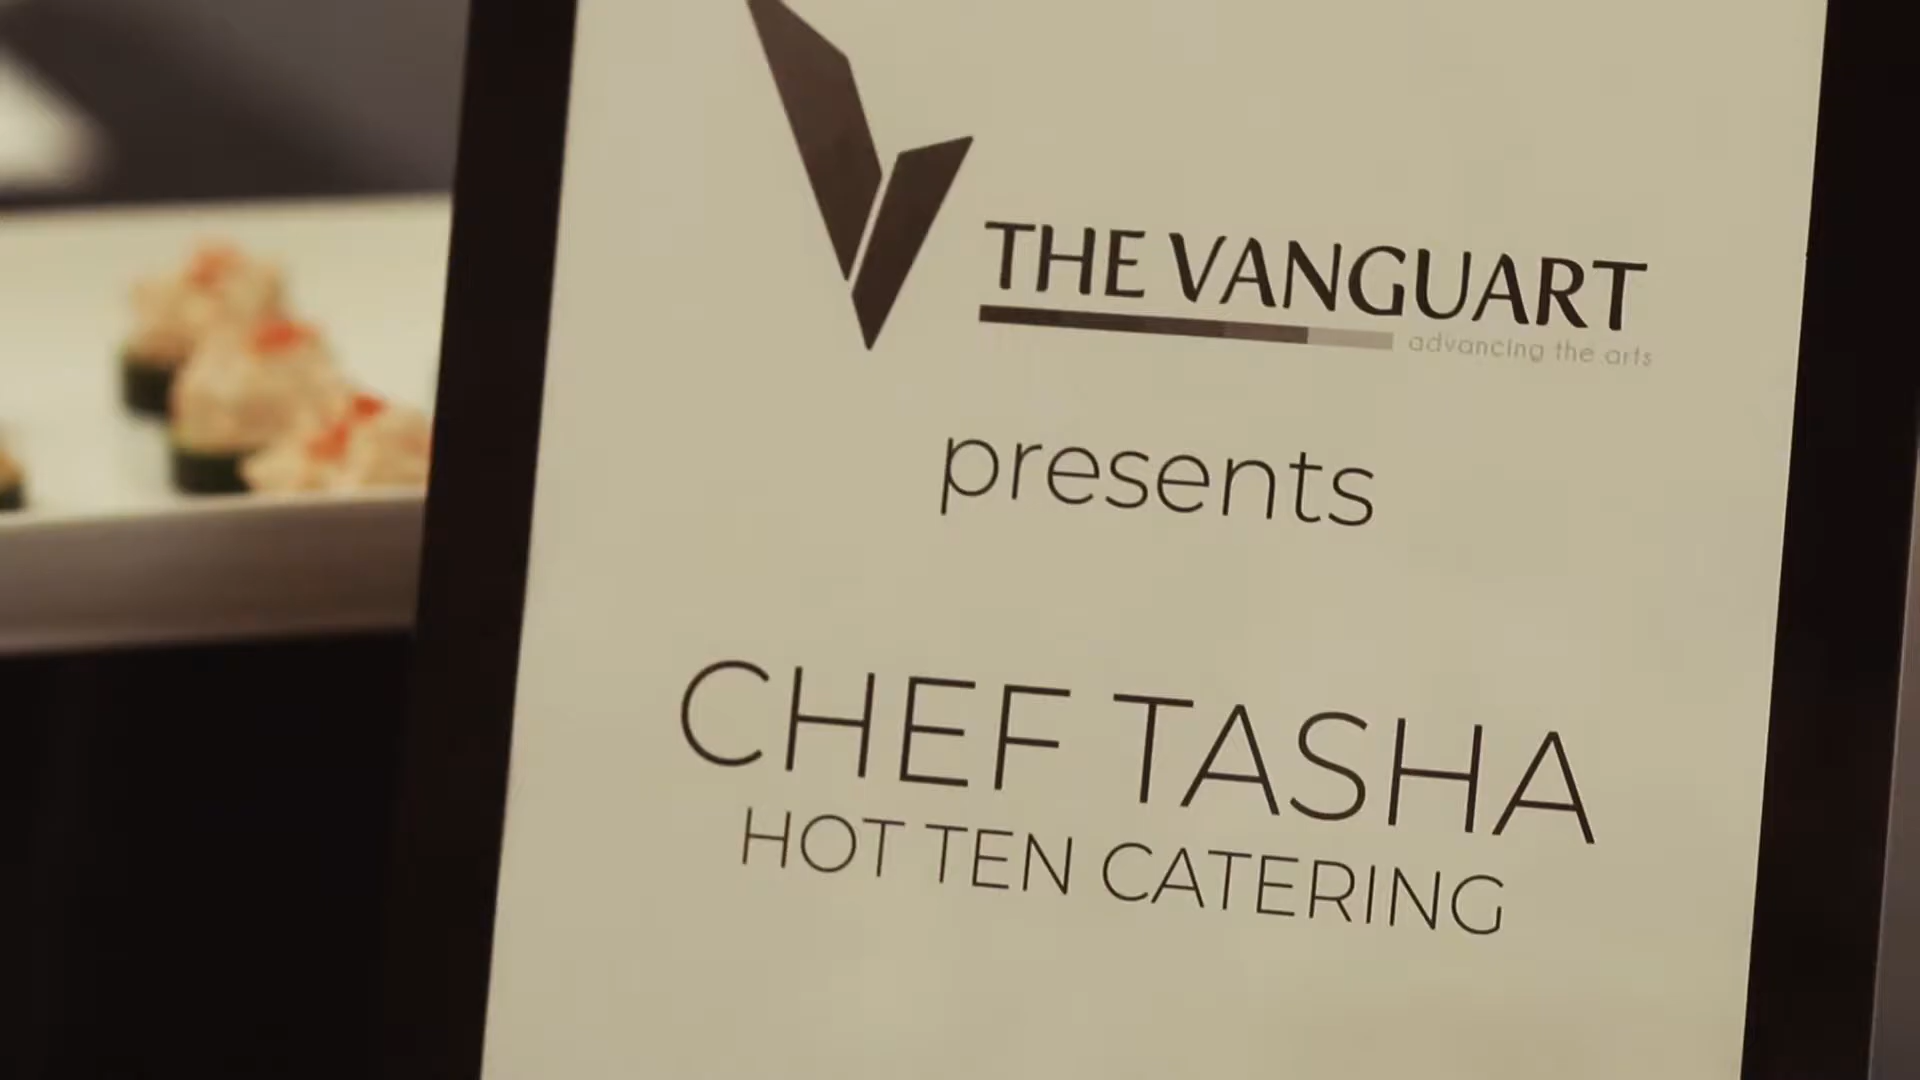 THE VANGUART
advancing the arts
presents
CHEF TASHA
HOT TEN CATERING